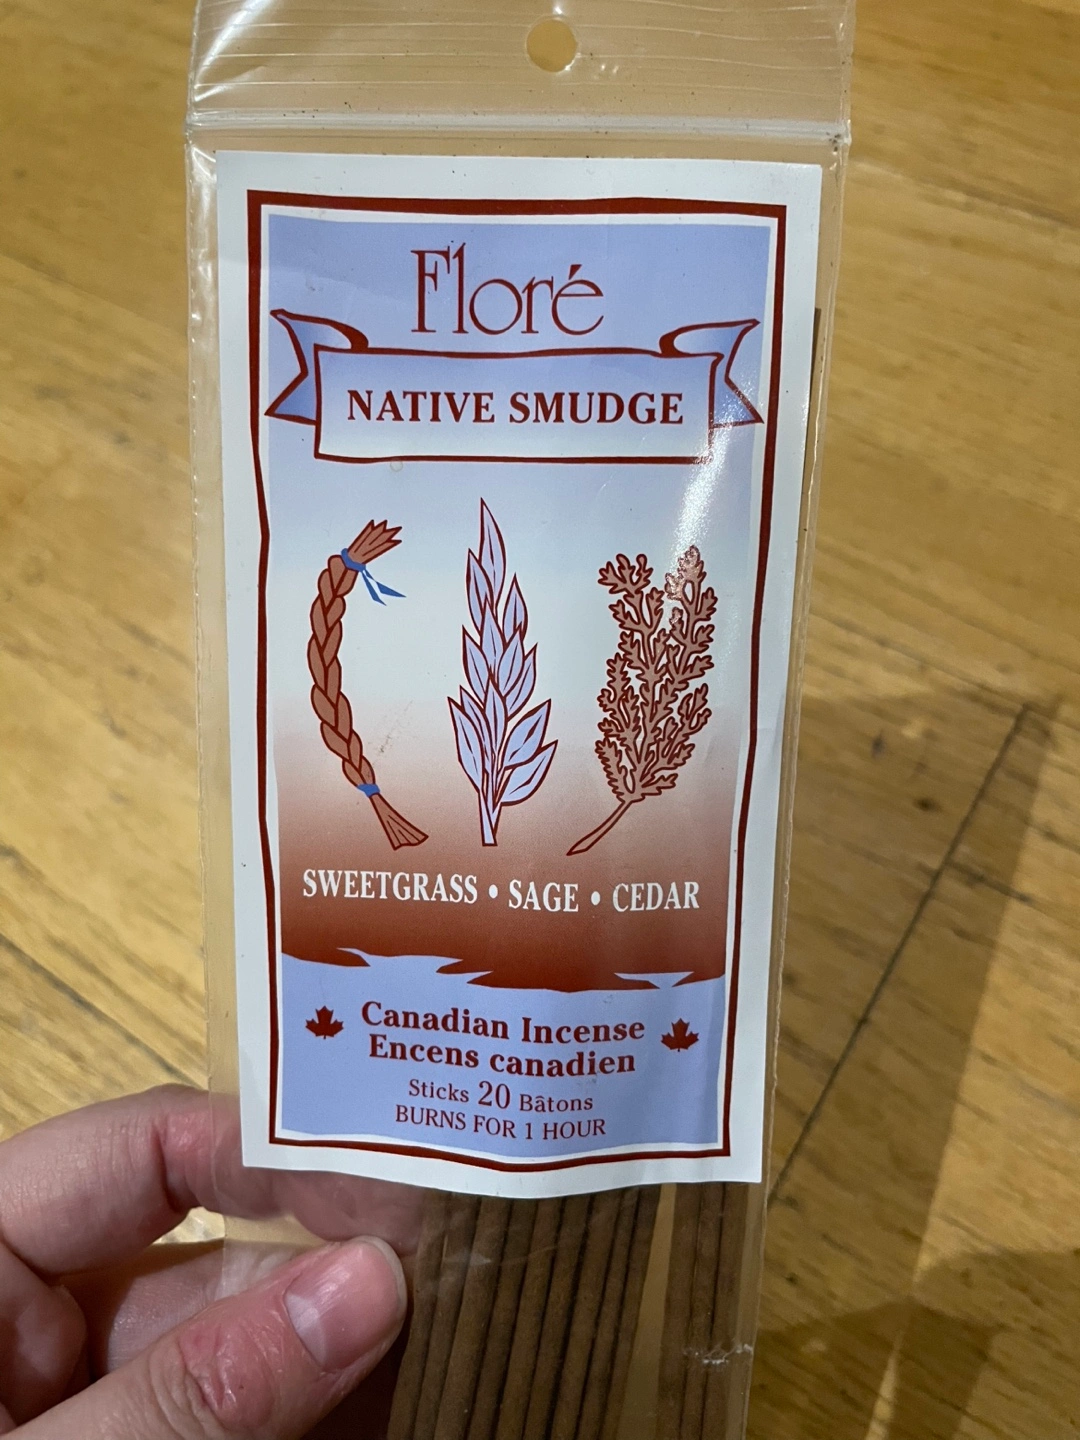 Floré
NATIVE SMUDGE
SWEETGRASS • SAGE • CEDAR
Canadian Incense
Encens canadien
Sticks 20 Bâtons
BURNS FOR 1 HOUR